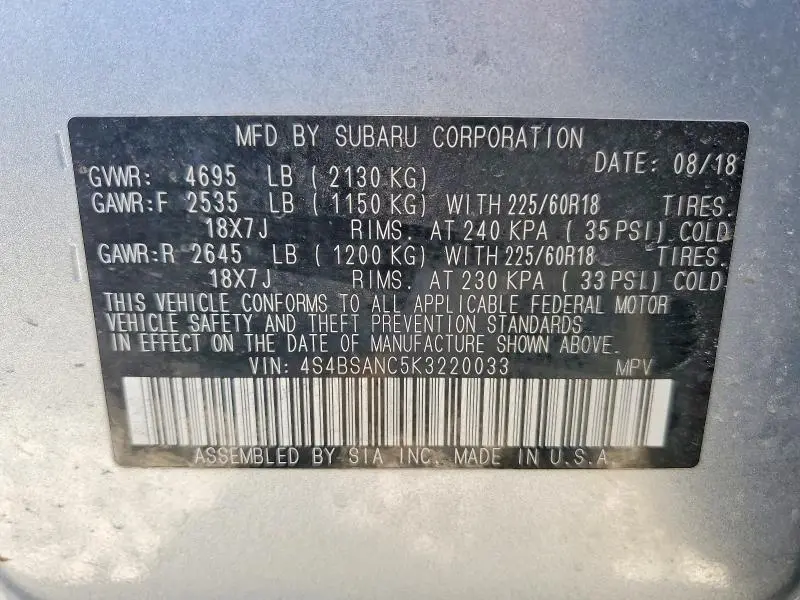 MFD BY SUBARU CORPORATION
DATE: 08/18
GVWR: 4695 LB ( 2130 KG)
GAWR:F 2535 LB ( 1150 KG) WITH 225/60R18 TIRES.
18X7J RIMS. AT 240 KPA ( 35 PSI) COLD
GAWR:R 2645 LB ( 1200 KG) WITH 225/60R18 TIRES.
18X7J RIMS. AT 230 KPA ( 33 PSI) COLD
THIS VEHICLE CONFORMS TO ALL APPLICABLE FEDERAL MOTOR
VEHICLE SAFETY AND THEFT PREVENTION STANDARDS
IN EFFECT ON THE DATE OF MANUFACTURE SHOWN ABOVE.
VIN: 4S4BSANC5K3220033 MPV
ASSEMBLED BY SIA INC. MADE IN U.S.A.